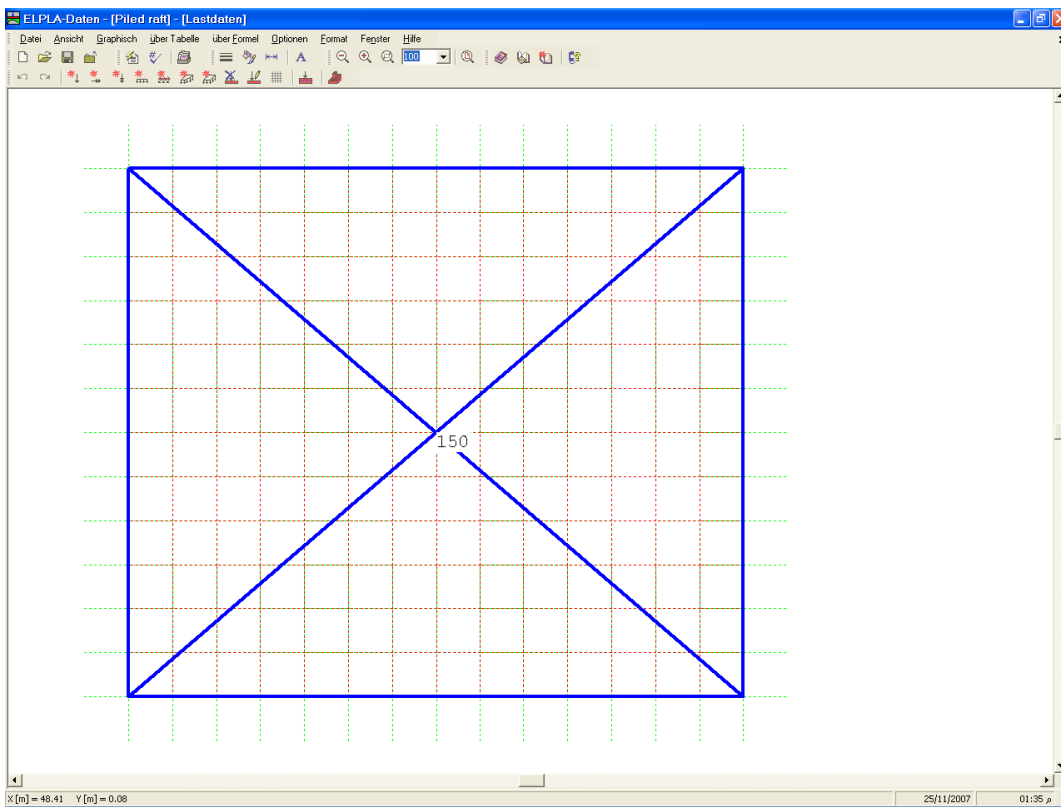 ELPLA-Daten - [Piled raft] - [Lastdaten]
Datei Ansicht Graphisch über Tabelle über Formel Optionen Format Fenster Hilfe
A 100
150
X [m] = 48.41 Y [m] = 0.08 25/11/2007 01:35 م